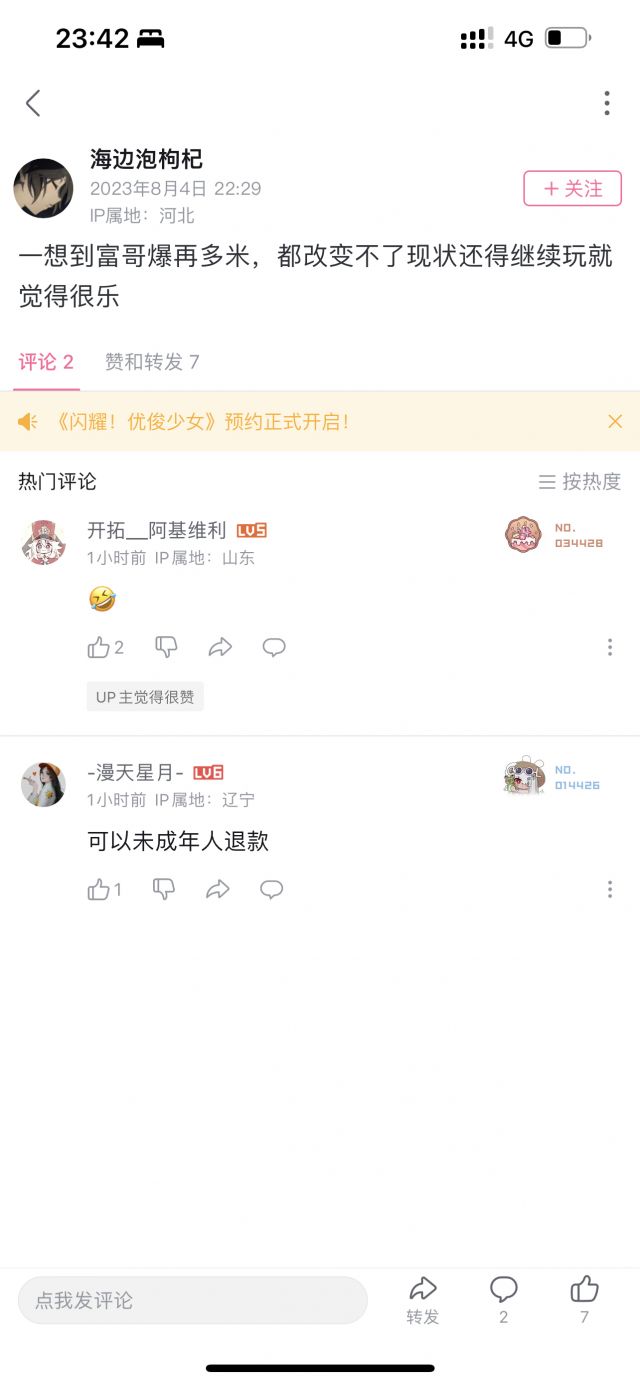 23:42
4G
海边泡枸杞
2023年8月4日 22:29
IP属地：河北
＋关注
一想到富哥爆再多米，都改变不了现状还得继续玩就
觉得很乐
评论 2
赞和转发 7
《闪耀！优俊少女》预约正式开启！
热门评论
按热度
开拓__阿基维利 LV5
NO.
034428
1小时前 IP属地：山东
🤣
2
UP主觉得很赞
-漫天星月- LV6
NO.
014426
1小时前 IP属地：辽宁
可以未成年人退款
1
点我发评论
转发
2
7